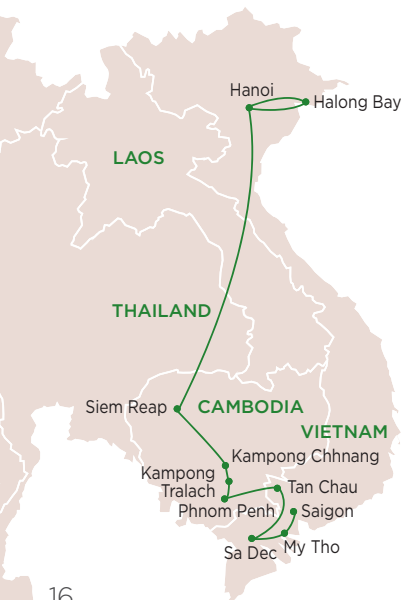 Hanoi
Halong Bay
LAOS
THAILAND
Siem Reap
CAMBODIA
VIETNAM
Kampong Chhnang
Kampong
Tralach
Tan Chau
Phnom Penh
Saigon
Sa Dec
My Tho
16